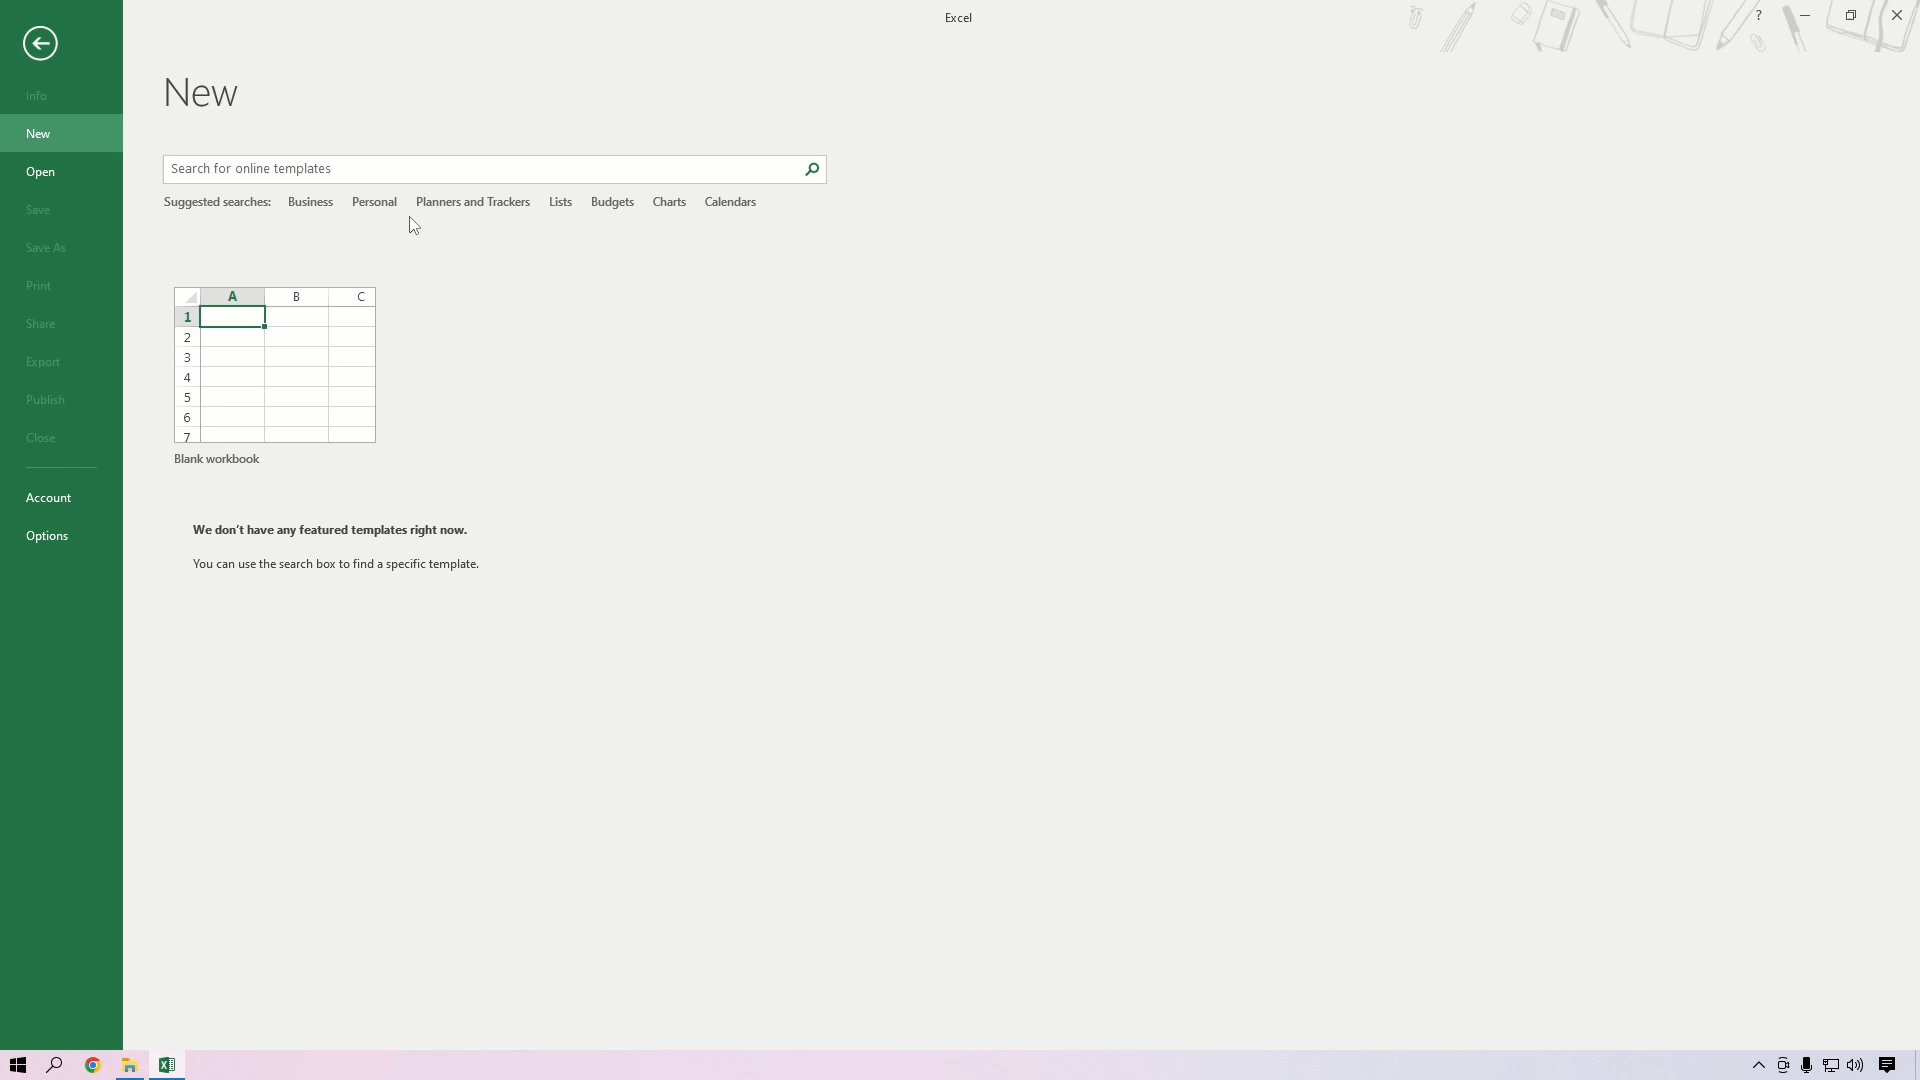 Excel
?
Info
New
Open
Save
Save As
Print
Share
Export
Publish
Close
Account
Options
New
Search for online templates
Suggested searches: Business Personal Planners and Trackers Lists Budgets Charts Calendars
A B C
1
2
3
4
5
6
7
Blank workbook
We don't have any featured templates right now.
You can use the search box to find a specific template.